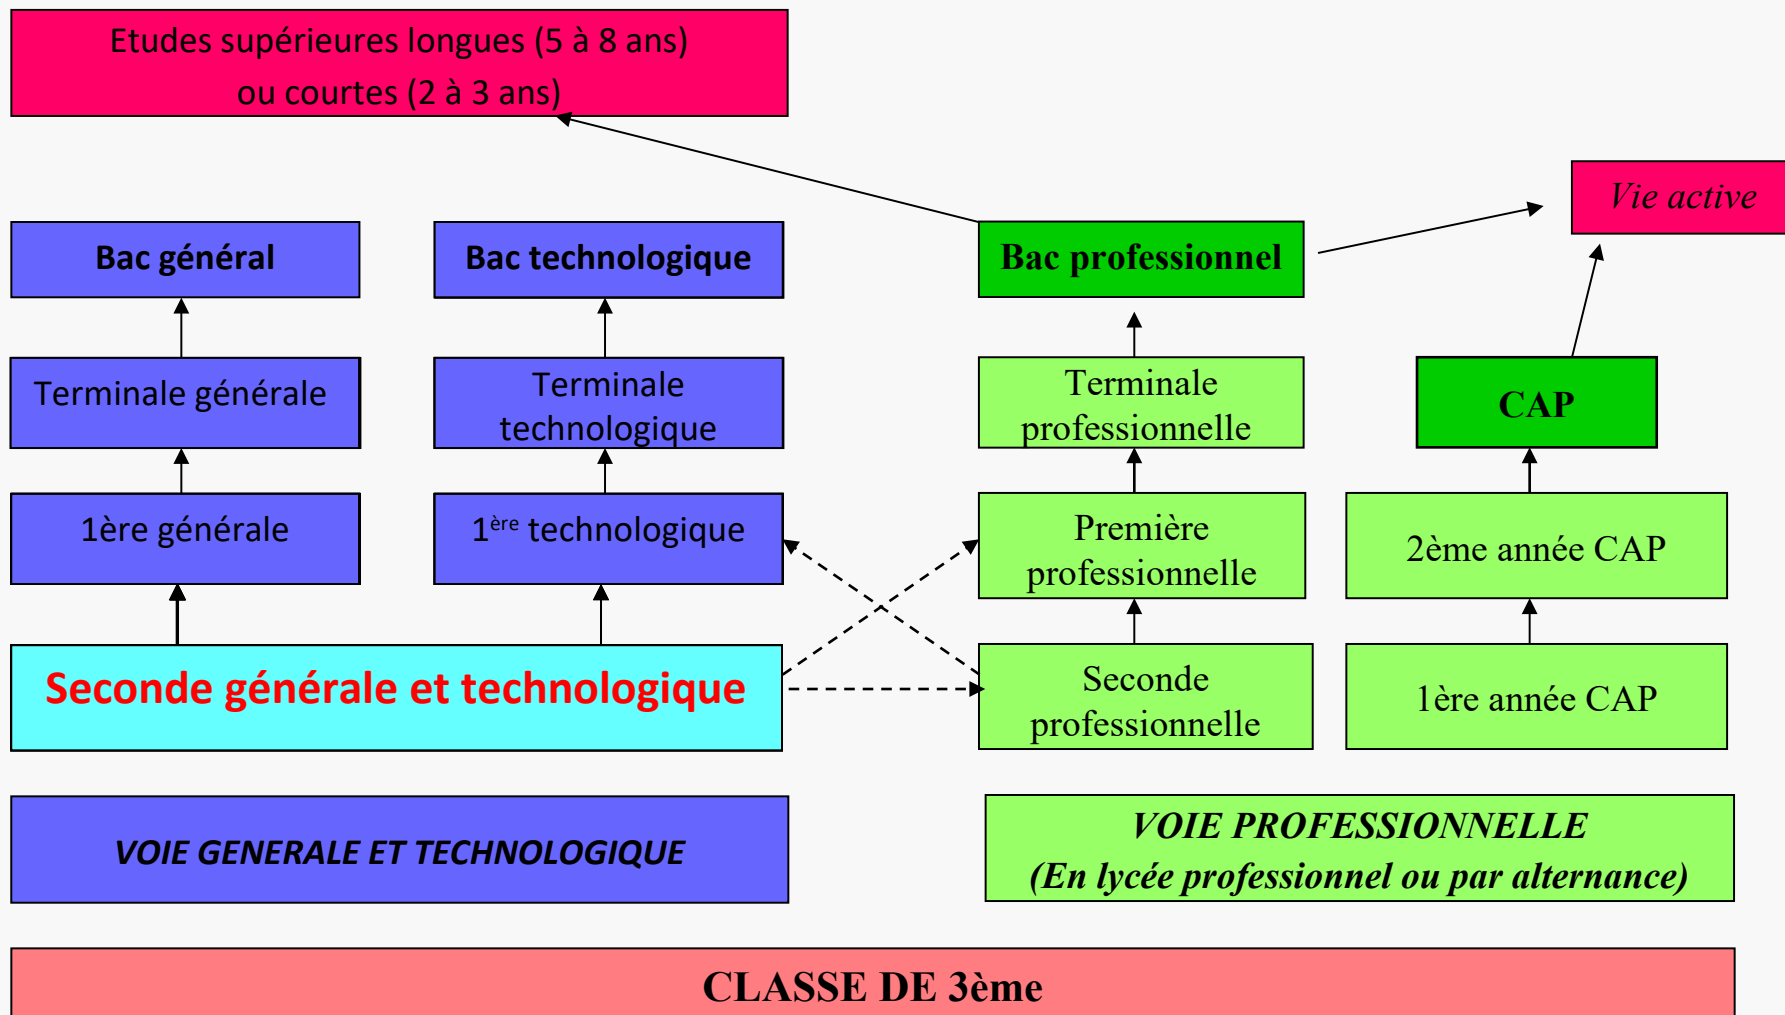 Etudes supérieures longues (5 à 8 ans)
ou courtes (2 à 3 ans)
Vie active
Bac général
Bac technologique
Bac professionnel
Terminale générale
Terminale
technologique
Terminale
professionnelle
CAP
1ère générale
1ère technologique
Première
professionnelle
2ème année CAP
Seconde générale et technologique
Seconde
professionnelle
1ère année CAP
VOIE GENERALE ET TECHNOLOGIQUE
VOIE PROFESSIONNELLE
(En lycée professionnel ou par alternance)
CLASSE DE 3ème